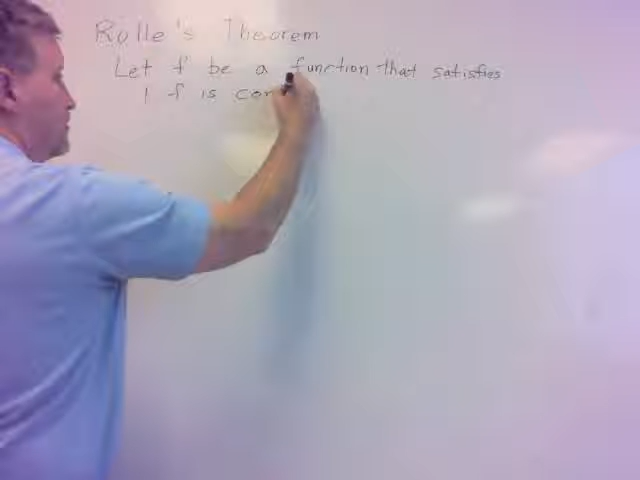 Rolle's Theorem
Let f be a function that satisfies
1 f is con